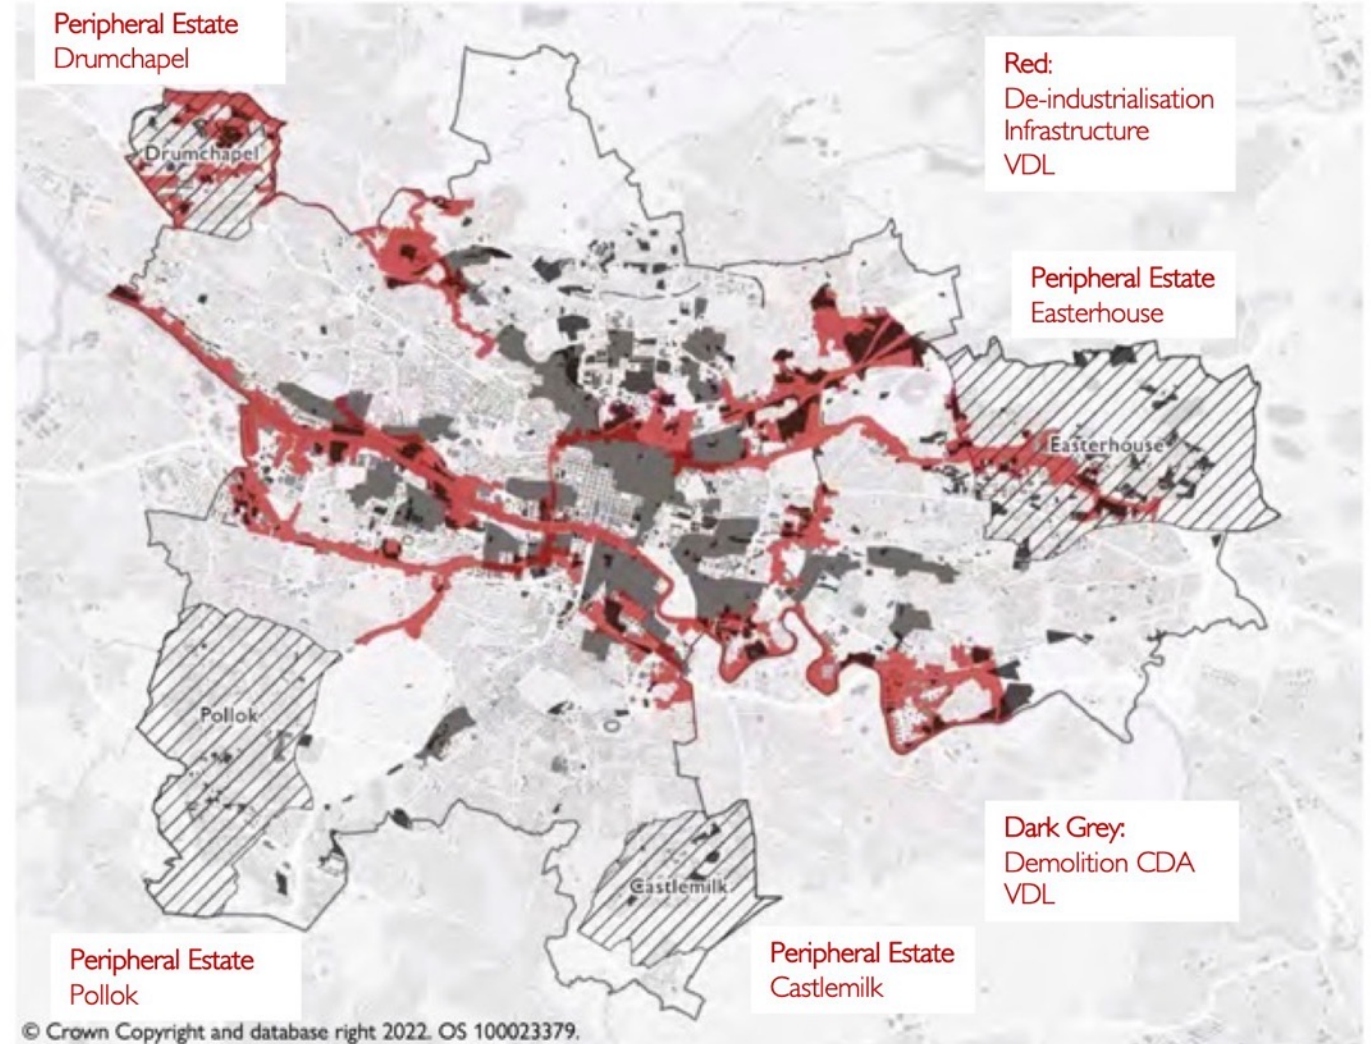 Peripheral Estate
Drumchapel
Red:
De-industrialisation
Infrastructure
VDL
Drumchapel
Peripheral Estate
Easterhouse
Easterhouse
Pollok
Dark Grey:
Demolition CDA
VDL
Castlemilk
Peripheral Estate
Pollok
Peripheral Estate
Castlemilk
© Crown Copyright and database right 2022. OS 100023379.